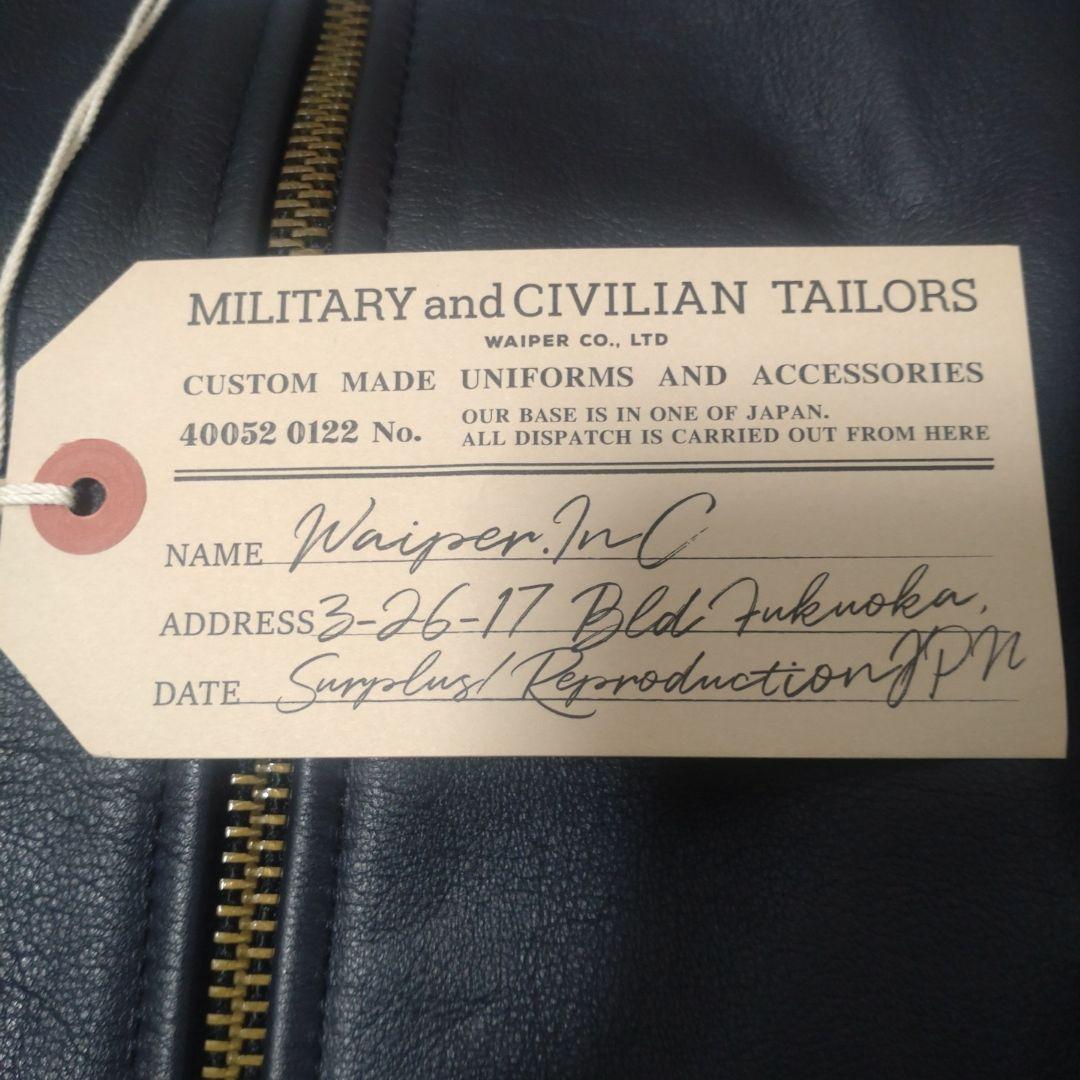 MILITARY and CIVILIAN TAILORS
WAIPER CO., LTD
CUSTOM MADE UNIFORMS AND ACCESSORIES
40052 0122 No.
OUR BASE IS IN ONE OF JAPAN.
ALL DISPATCH IS CARRIED OUT FROM HERE
NAME Waiper.InC
ADDRESS 3-26-17 Bld Fukuoka,
DATE Surplus/ReproductionJPN